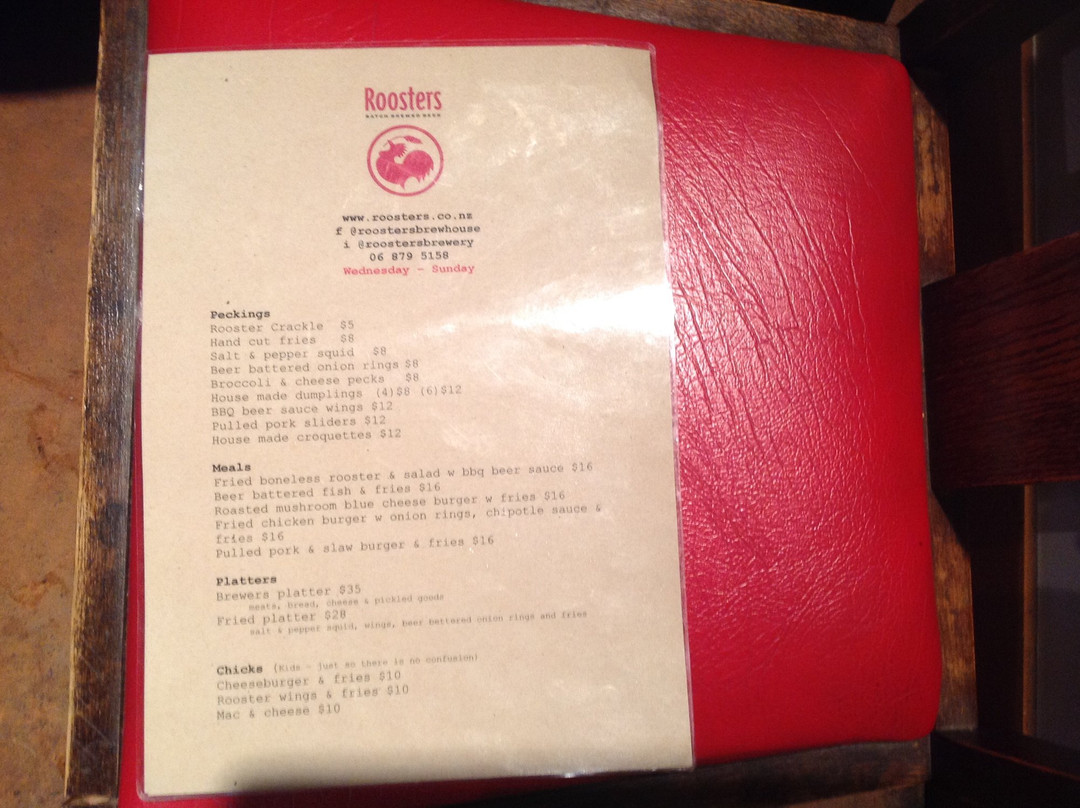 Roosters
BATCH BREWED BEER
www.roosters.co.nz
f @roostersbrewhouse
i @roostersbrewery
06 879 5158
Wednesday - Sunday
Peckings
Rooster Crackle $5
Hand cut fries $8
Salt & pepper squid $8
Beer battered onion rings $8
Broccoli & cheese pecks $8
House made dumplings (4)$8 (6)$12
BBQ beer sauce wings $12
Pulled pork sliders $12
House made croquettes $12
Meals
Fried boneless rooster & salad w bbq beer sauce $16
Beer battered fish & fries $16
Roasted mushroom blue cheese burger w fries $16
Fried chicken burger w onion rings, chipotle sauce &
fries $16
Pulled pork & slaw burger & fries $16
Platters
Brewers platter $35
meats, bread, cheese & pickled goods
Fried platter $28
salt & pepper squid, wings, beer battered onion rings and fries
Chicks (Kids - just so there is no confusion)
Cheeseburger & fries $10
Rooster wings & fries $10
Mac & cheese $10